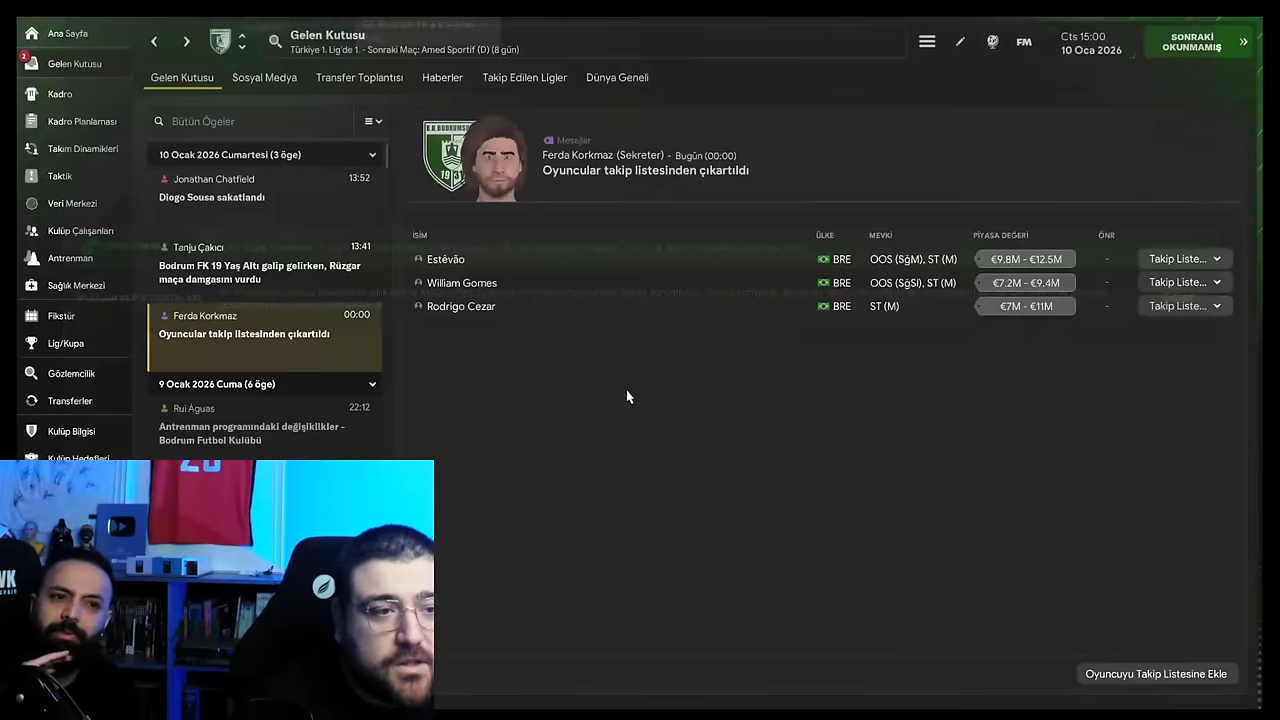 Ana Sayfa
2
Gelen Kutusu
Kadro
Kadro Planlaması
Takım Dinamikleri
Taktik
Veri Merkezi
Kulüp Çalışanları
Antrenman
Sağlık Merkezi
Fikstür
Lig/Kupa
Gözlemcilik
Transferler
Kulüp Bilgisi
Kulüp Hedefleri
Gelen Kutusu
Türkiye 1. Lig'de 1. - Sonraki Maç: Amed Sportif (D) (8 gün)
FM
Cts 15:00
10 Oca 2026
SONRAKİ
OKUNMAMIŞ
Gelen Kutusu
Sosyal Medya
Transfer Toplantısı
Haberler
Takip Edilen Ligler
Dünya Geneli
Bütün Ögeler
10 Ocak 2026 Cumartesi (3 öge)
Jonathan Chatfield 13:52
Diogo Sousa sakatlandı
Tanju Çakıcı 13:41
Bodrum FK 19 Yaş Altı galip gelirken, Rüzgar
maça damgasını vurdu
Ferda Korkmaz 00:00
Oyuncular takip listesinden çıkartıldı
9 Ocak 2026 Cuma (6 öge)
Rui Águas 22:12
Antrenman programındaki değişiklikler -
Bodrum Futbol Kulübü
Mesajlar
Ferda Korkmaz (Sekreter) - Bugün (00:00)
Oyuncular takip listesinden çıkartıldı
İSİM ÜLKE MEVKİ PİYASA DEĞERİ ÖNR
Estêvão BRE OOS (SğM), ST (M) €9.8M - €12.5M - Takip Liste...
William Gomes BRE OOS (SğSl), ST (M) €7.2M - €9.4M - Takip Liste...
Rodrigo Cezar BRE ST (M) €7M - €11M - Takip Liste...
Oyuncuyu Takip Listesine Ekle